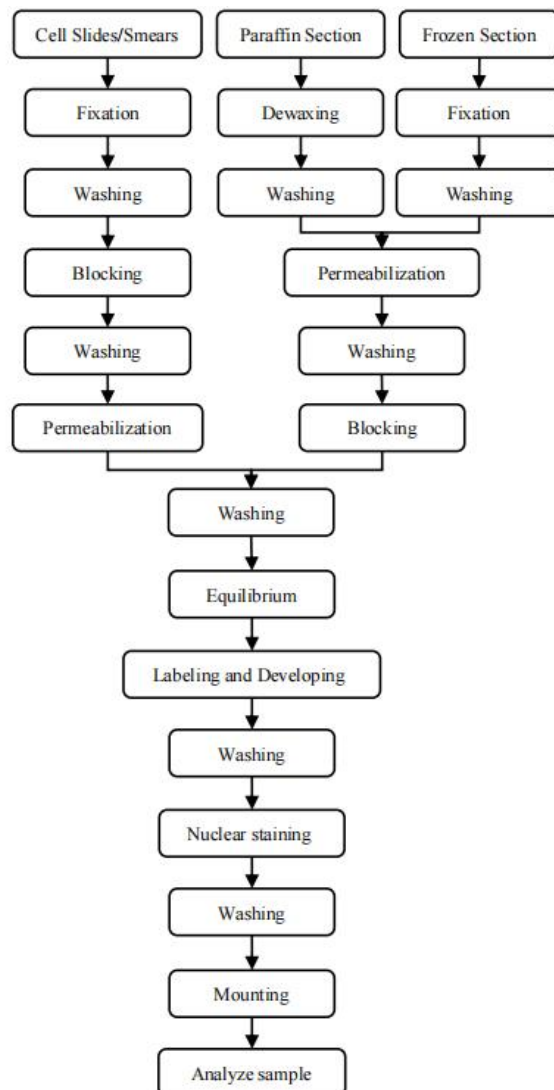 Cell Slides/Smears
Paraffin Section
Frozen Section
Fixation
Dewaxing
Fixation
Washing
Washing
Washing
Blocking
Permeabilization
Washing
Washing
Permeabilization
Blocking
Washing
Equilibrium
Labeling and Developing
Washing
Nuclear staining
Washing
Mounting
Analyze sample